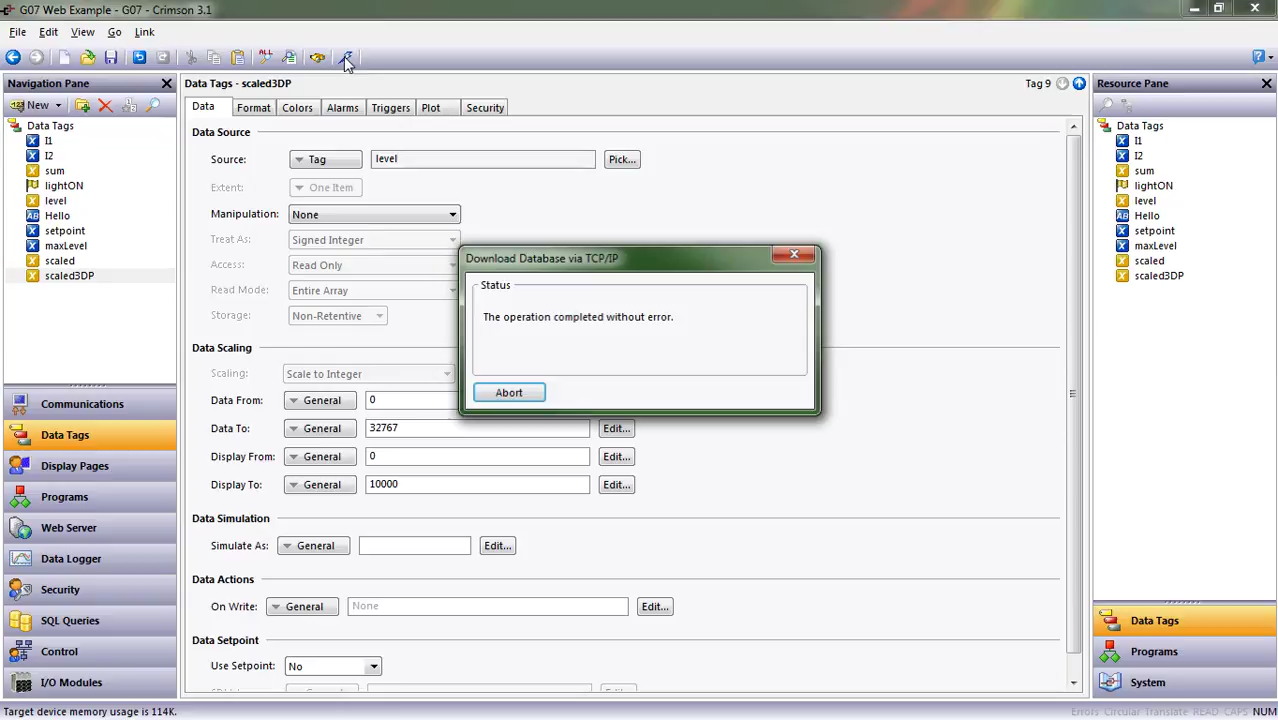 G07 Web Example - G07 - Crimson 3.1
File Edit View Go Link
Navigation Pane
New
Data Tags
I1
I2
sum
lightON
level
Hello
setpoint
maxLevel
scaled
scaled3DP
Communications
Data Tags
Display Pages
Programs
Web Server
Data Logger
Security
SQL Queries
Control
I/O Modules
Data Tags - scaled3DP
Tag 9
Data Format Colors Alarms Triggers Plot Security
Data Source
Source: Tag level Pick...
Extent: One Item
Manipulation: None
Treat As: Signed Integer
Access: Read Only
Read Mode: Entire Array
Storage: Non-Retentive
Data Scaling
Scaling: Scale to Integer
Data From: General 0
Data To: General 32767 Edit...
Display From: General 0 Edit...
Display To: General 10000 Edit...
Data Simulation
Simulate As: General Edit...
Data Actions
On Write: General None Edit...
Data Setpoint
Use Setpoint: No
Download Database via TCP/IP
Status
The operation completed without error.
Abort
Resource Pane
Data Tags
I1
I2
sum
lightON
level
Hello
setpoint
maxLevel
scaled
scaled3DP
Data Tags
Programs
System
Target device memory usage is 114K.
Errors Circular Translate READ CAPS NUM